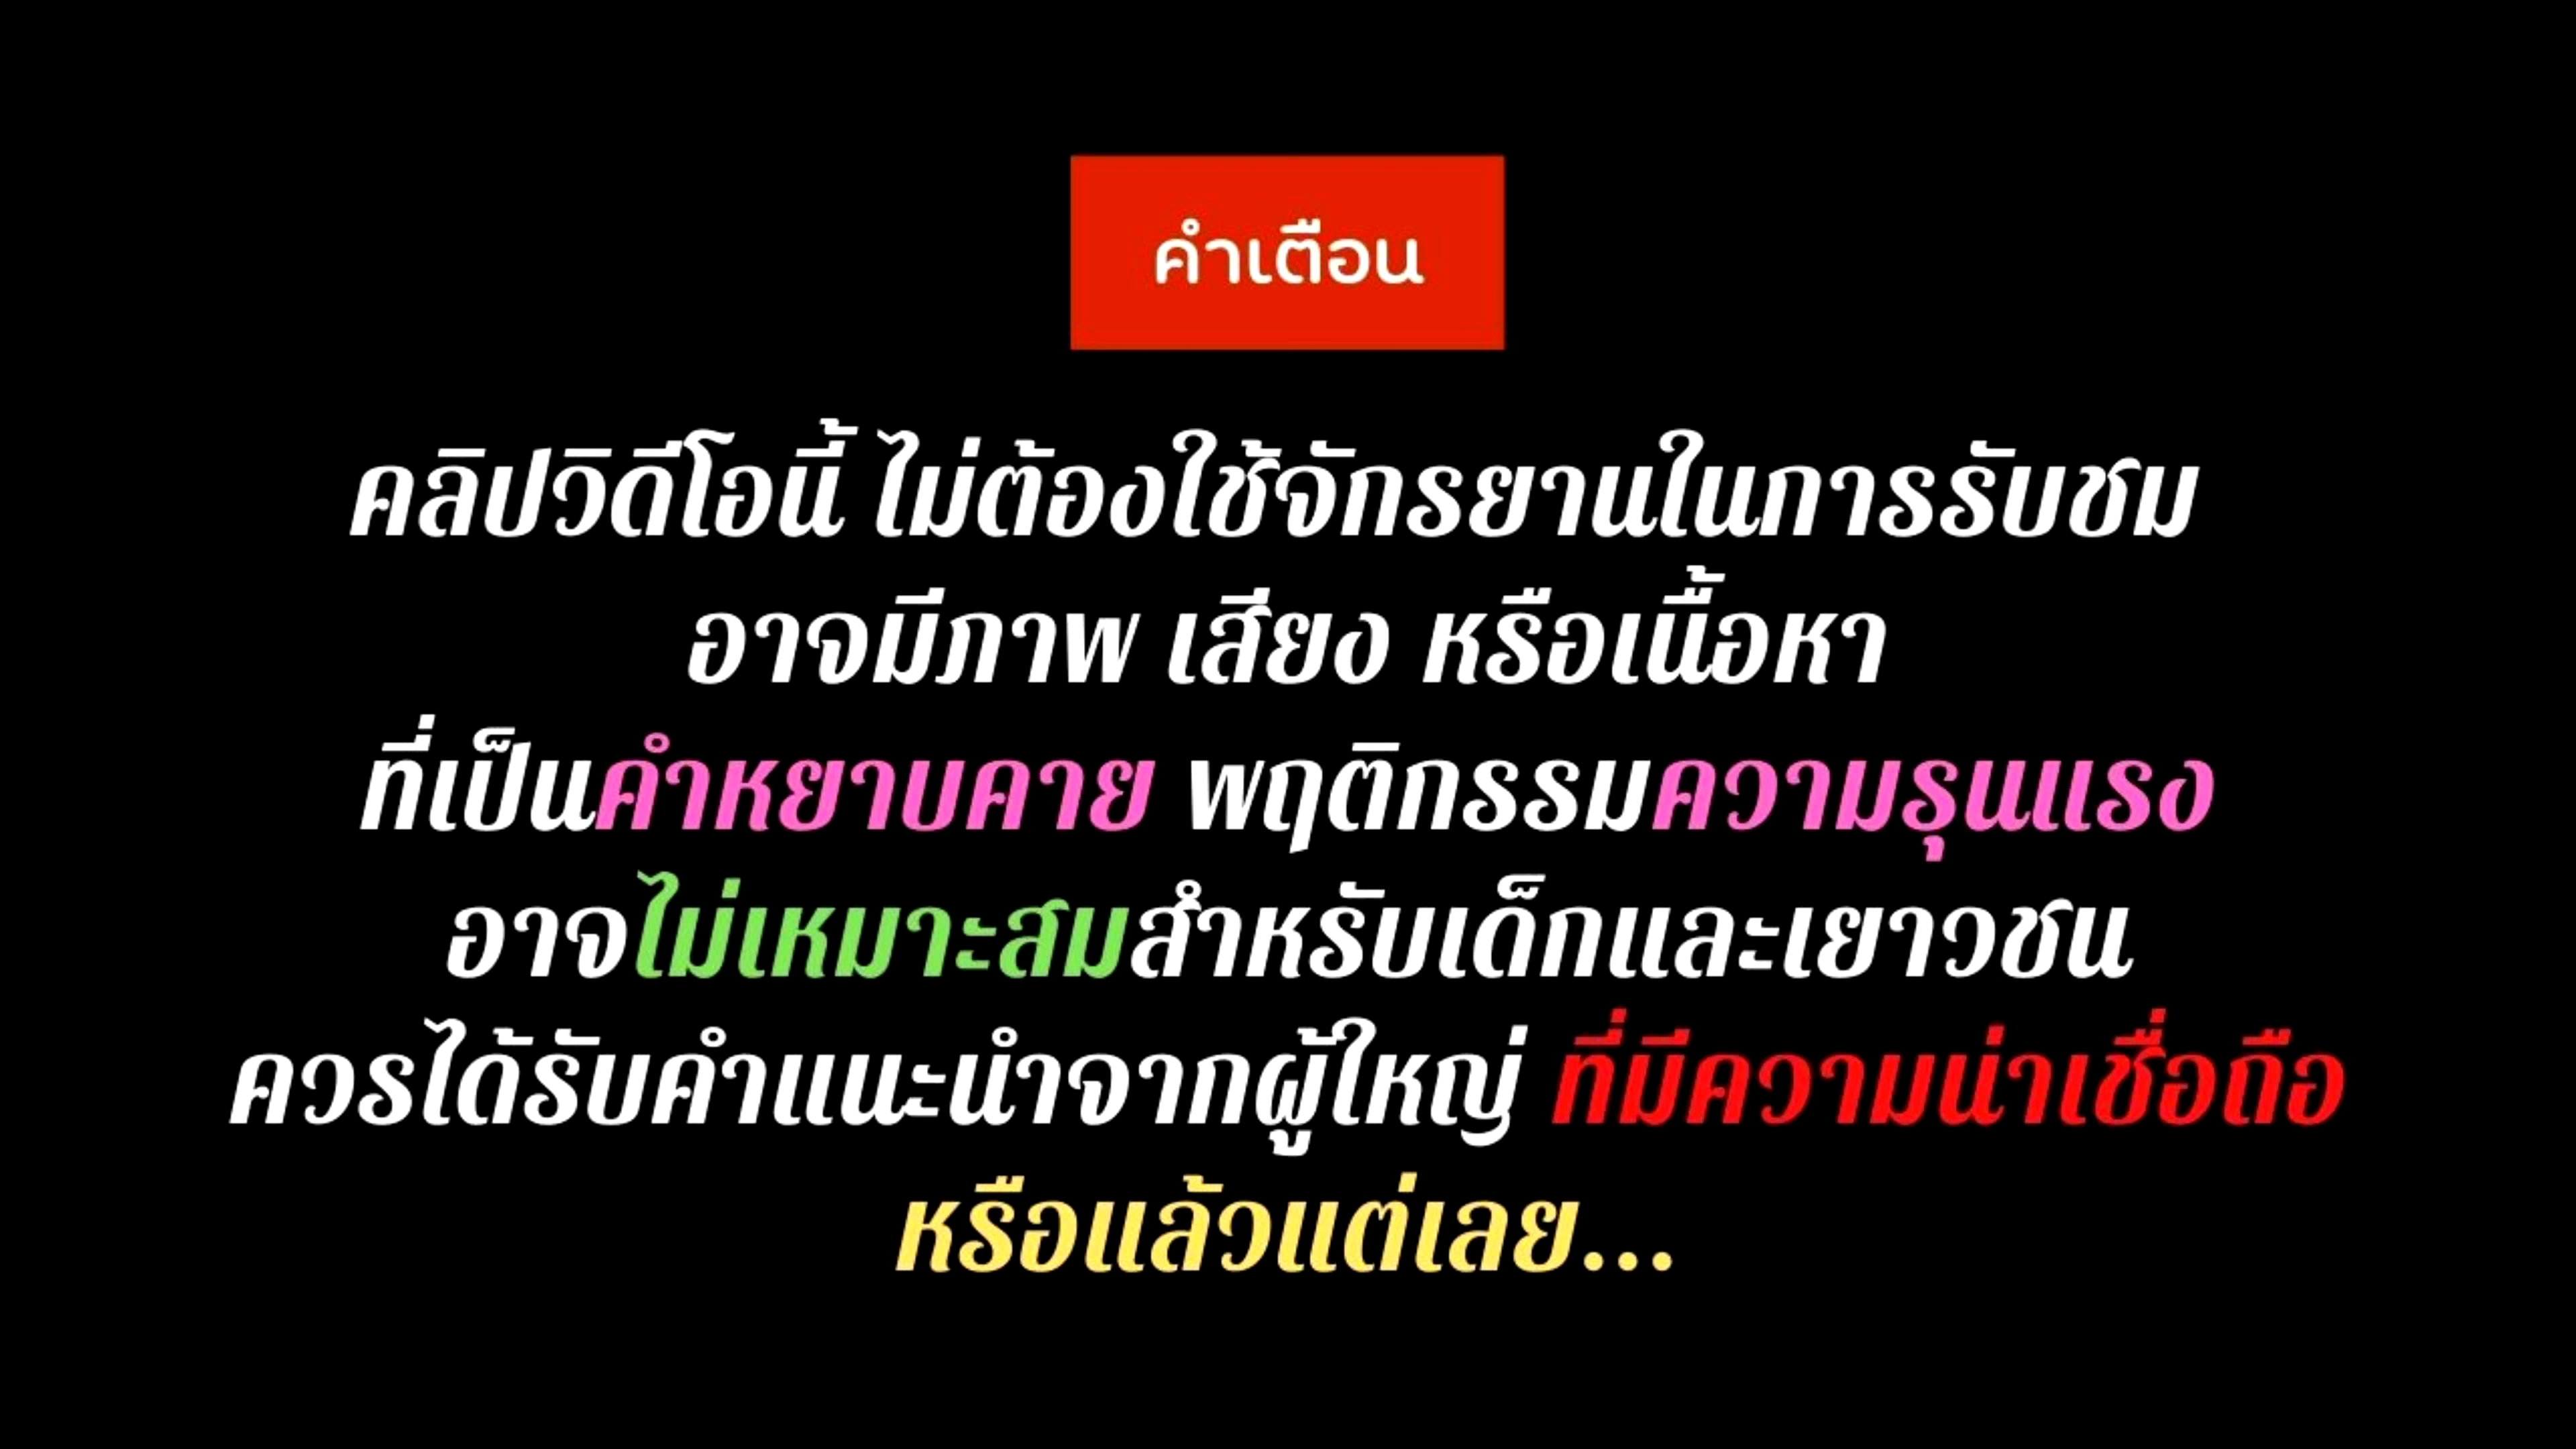 คำเตือน
คลิปวิดีโอนี้ ไม่ต้องใช้จักรยานในการรับชม
อาจมีภาพ เสียง หรือเนื้อหา
ที่เป็นคำหยาบคาย พฤติกรรมความรุนแรง
อาจไม่เหมาะสมสำหรับเด็กและเยาวชน
ควรได้รับคำแนะนำจากผู้ใหญ่ ที่มีความน่าเชื่อถือ
หรือแล้วแต่เลย...